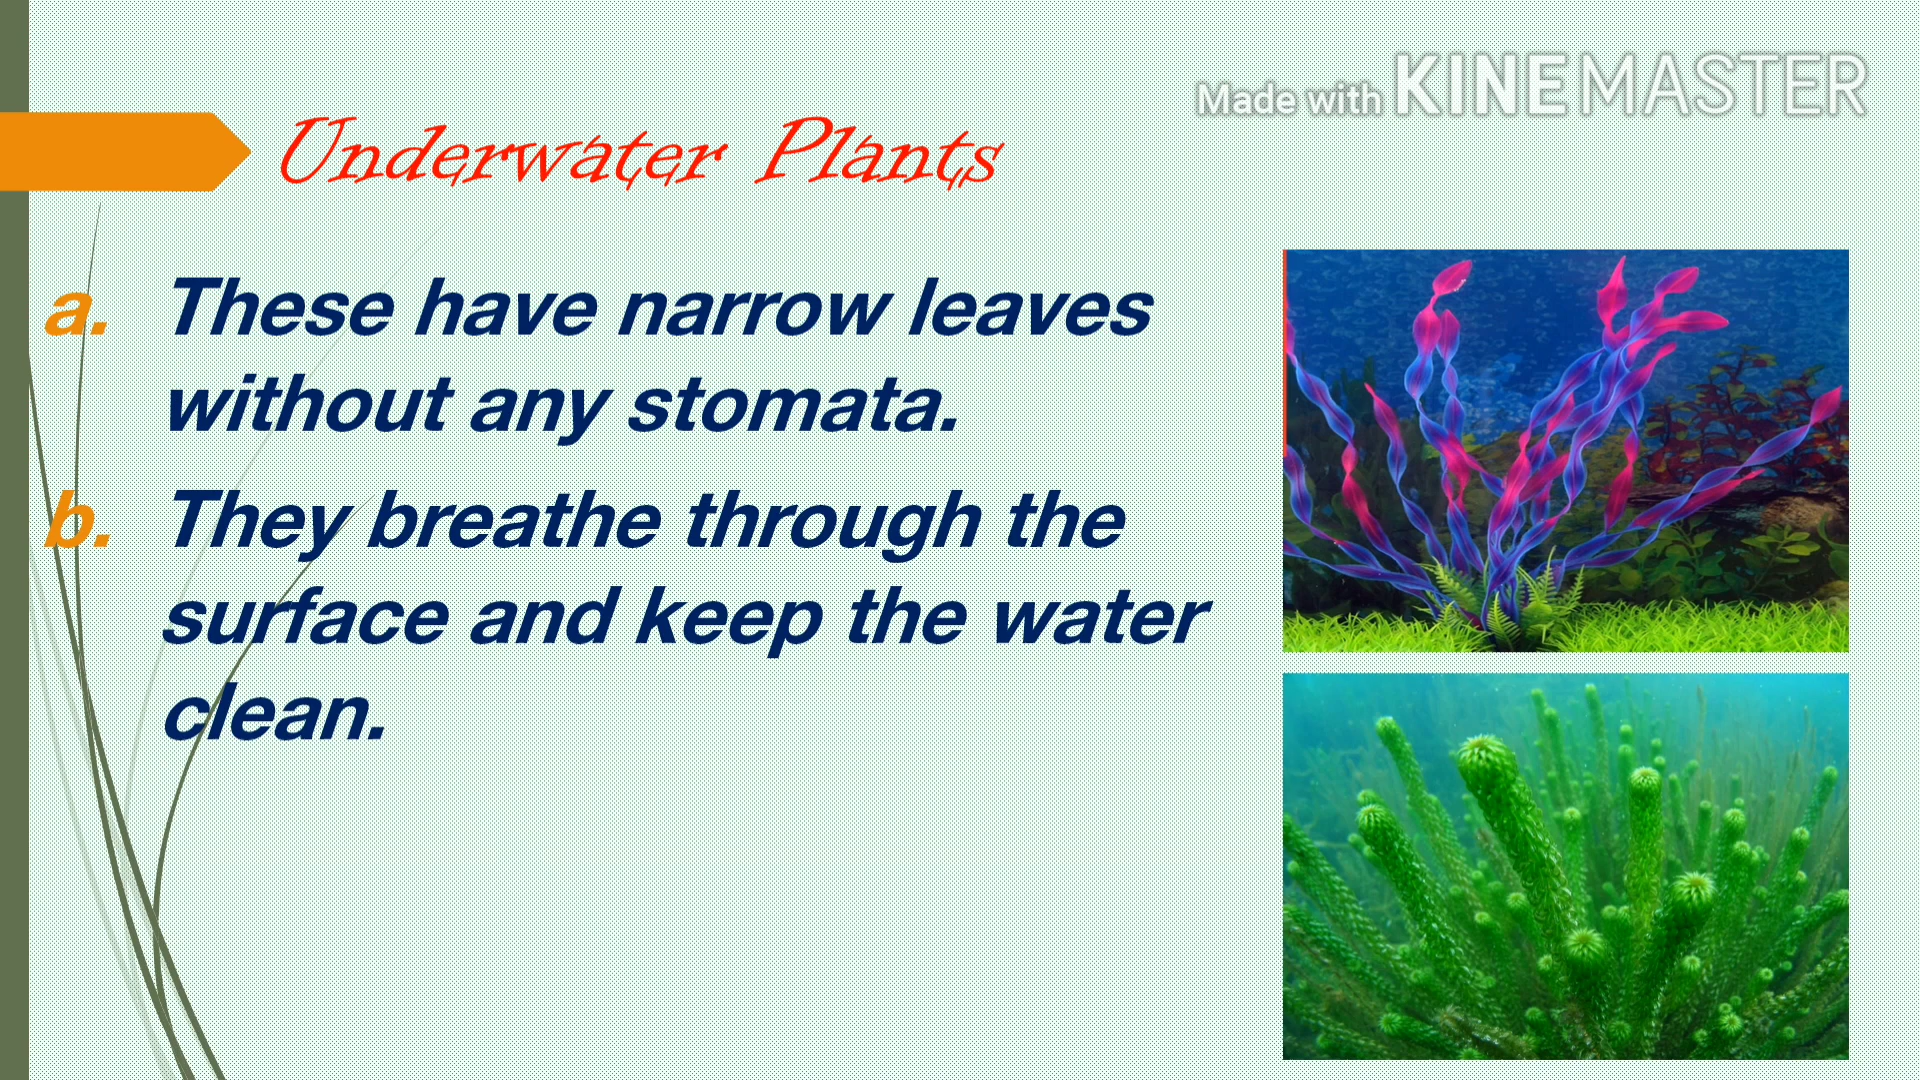 Made with KINEMASTER
Underwater Plants
a. These have narrow leaves
without any stomata.
b. They breathe through the
surface and keep the water
clean.